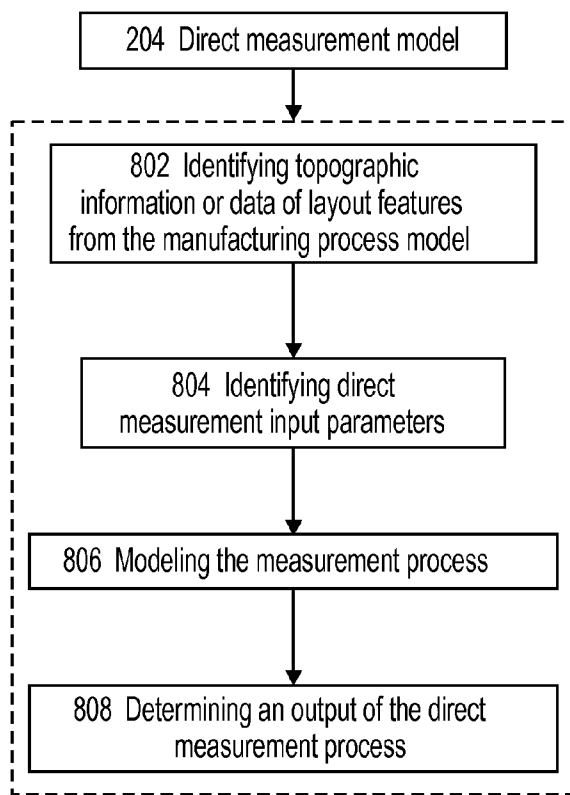 204 Direct measurement model
802 Identifying topographic
information or data of layout features
from the manufacturing process model
804 Identifying direct
measurement input parameters
806 Modeling the measurement process
808 Determining an output of the direct
measurement process